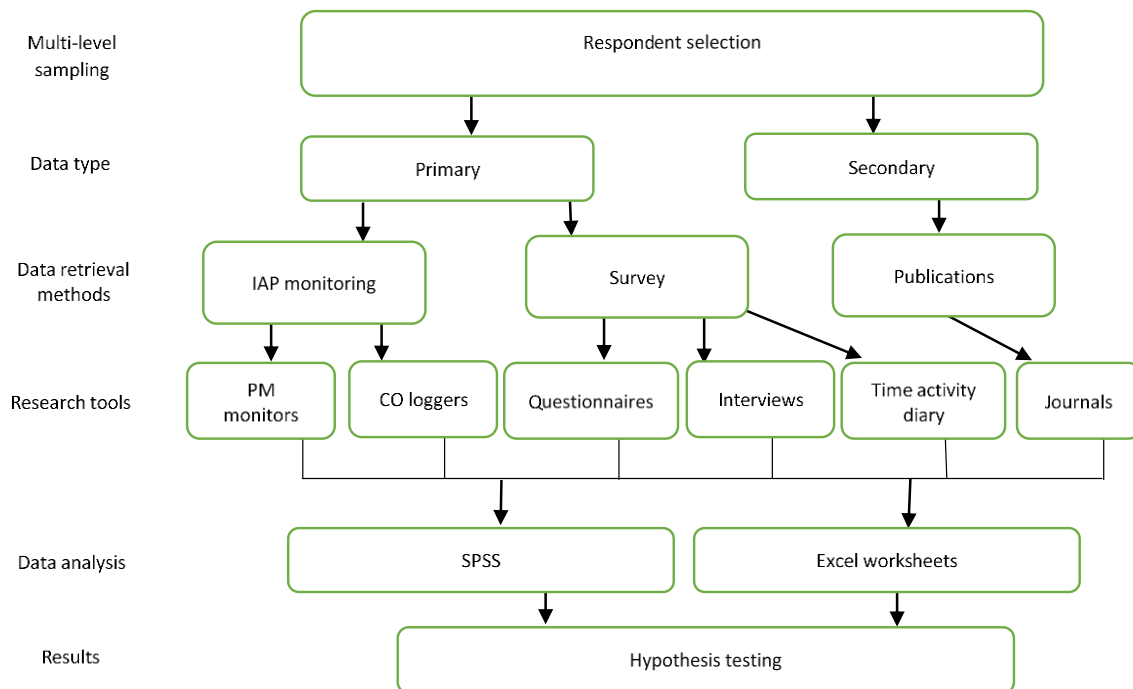 Multi-level
sampling
Respondent selection
Data type
Primary
Secondary
Data retrieval
methods
IAP monitoring
Survey
Publications
Research tools
PM
monitors
CO loggers
Questionnaires
Interviews
Time activity
diary
Journals
Data analysis
SPSS
Excel worksheets
Results
Hypothesis testing